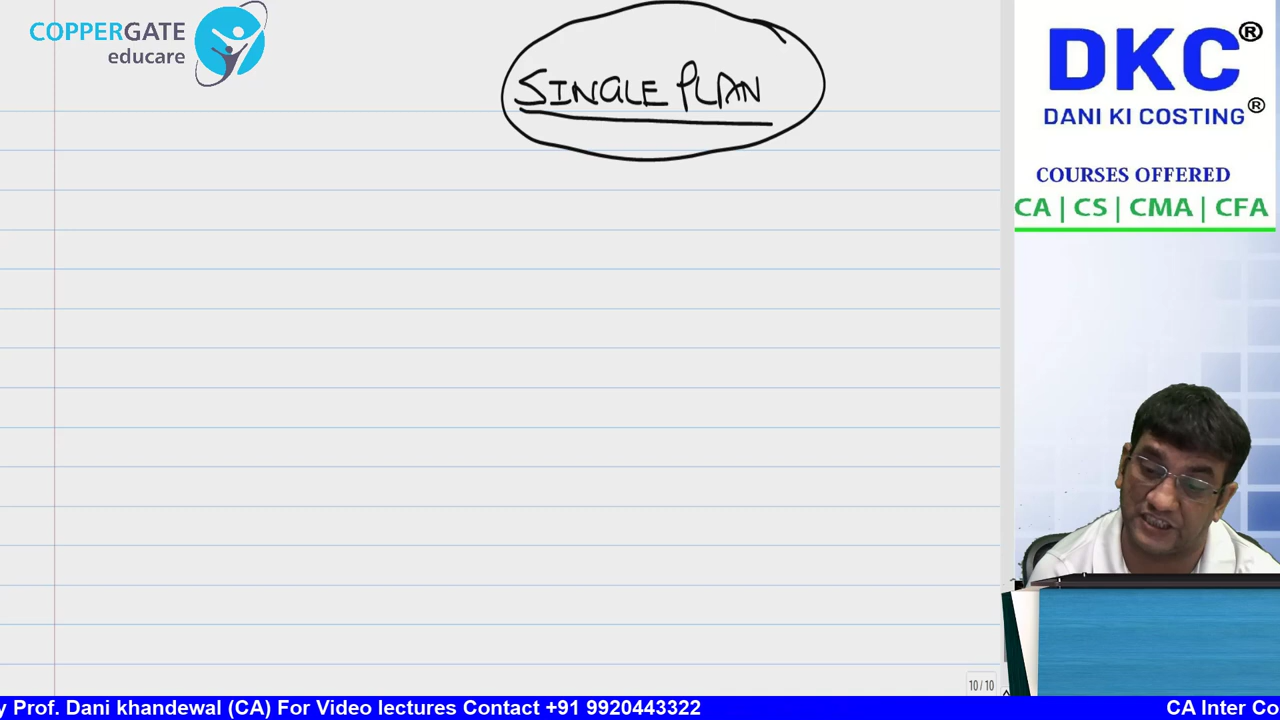 COPPERGATE
educare
SINGLE PLAN
DKC®
DANI KI COSTING®
COURSES OFFERED
CA | CS | CMA | CFA
10/10
y Prof. Dani khandewal (CA) For Video lectures Contact +91 9920443322
CA Inter Co